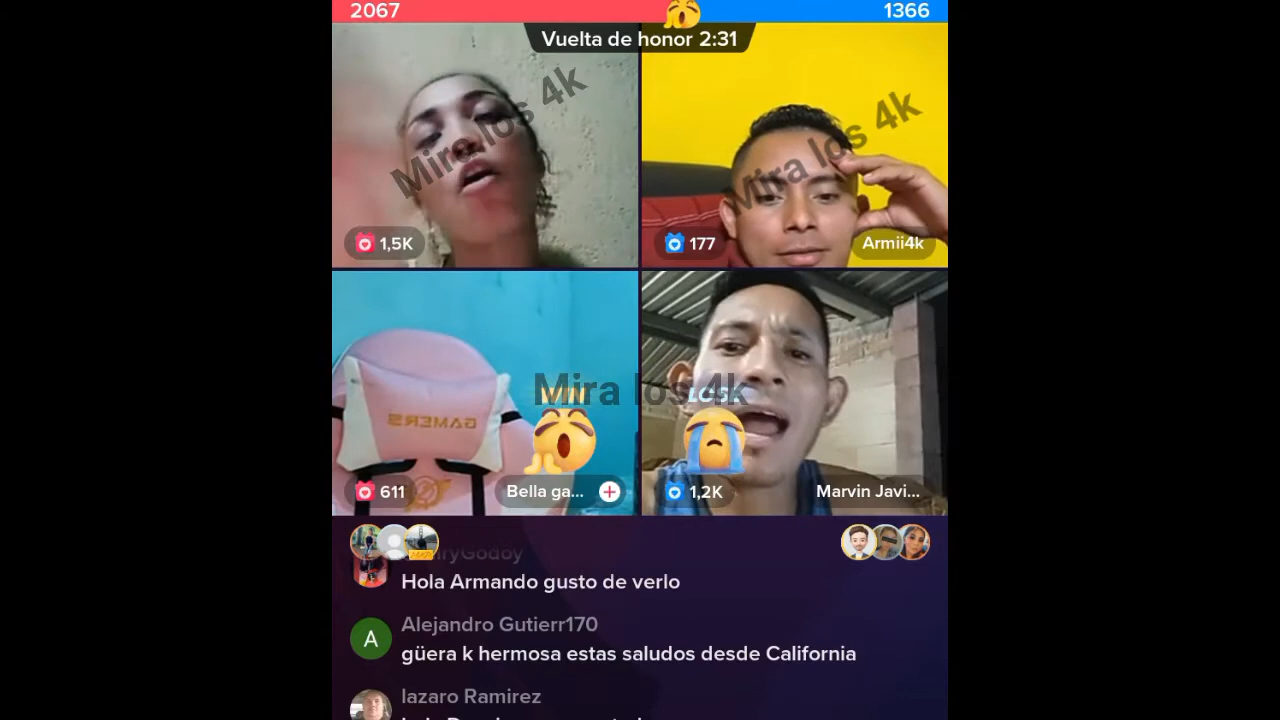 2067
1366
Vuelta de honor 2:31
Mira los 4k
Mira los 4k
1,5K
177
Armii4k
Mira los 4k
WIN
LOSE
GAMERS
611
Bella ga...
1,2K
Marvin Javi...
Hola Armando gusto de verlo
Alejandro Gutierr170
A
güera k hermosa estas saludos desde California
lazaro Ramirez